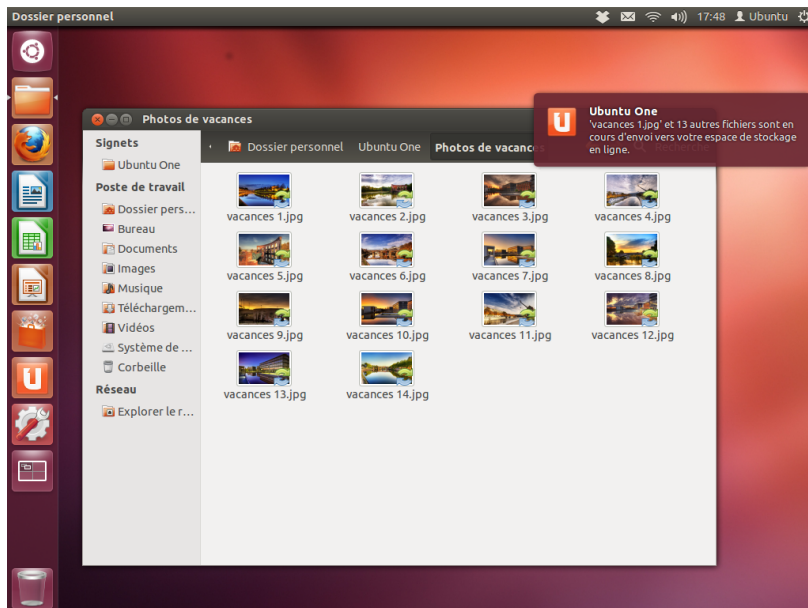 Dossier personnel
17:48
Ubuntu
Ubuntu One
'vacances 1.jpg' et 13 autres fichiers sont en
cours d'envoi vers votre espace de stockage
en ligne.
Photos de vacances
Dossier personnel
Ubuntu One
Photos de vacances
Recherche
Signets
Ubuntu One
Poste de travail
Dossier pers...
Bureau
Documents
Images
Musique
Téléchargem...
Vidéos
Système de ...
Corbeille
Réseau
Explorer le r...
vacances 1.jpg
vacances 2.jpg
vacances 3.jpg
vacances 4.jpg
vacances 5.jpg
vacances 6.jpg
vacances 7.jpg
vacances 8.jpg
vacances 9.jpg
vacances 10.jpg
vacances 11.jpg
vacances 12.jpg
vacances 13.jpg
vacances 14.jpg